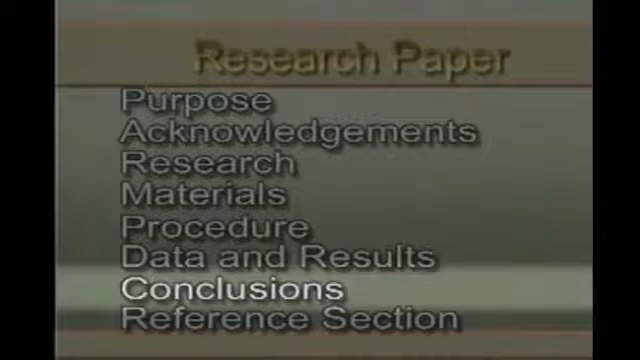 Research Paper
Purpose
Acknowledgements
Research
Materials
Procedure
Data and Results
Conclusions
Reference Section